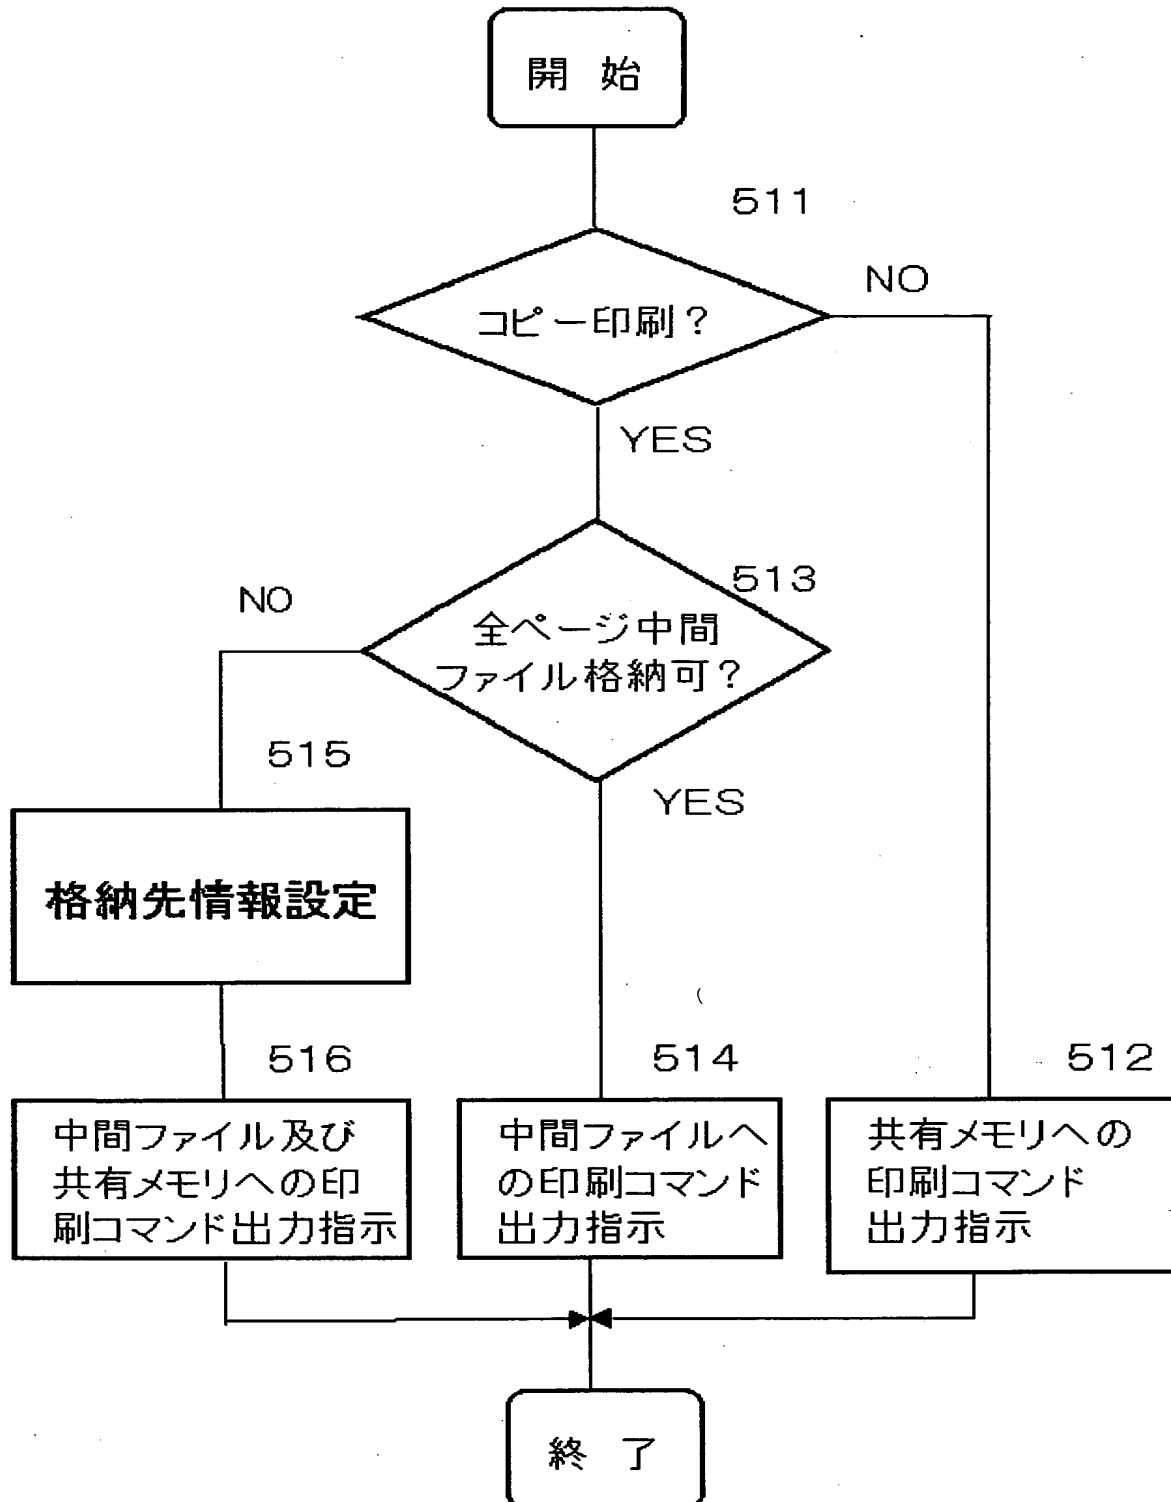 開 始
511
コピー印刷？
NO
YES
513
全ページ中間
ファイル格納可？
NO
YES
515
格納先情報設定
516
中間ファイル及び
共有メモリへの印
刷コマンド出力指示
514
中間ファイルへ
の印刷コマンド
出力指示
512
共有メモリへの
印刷コマンド
出力指示
終 了